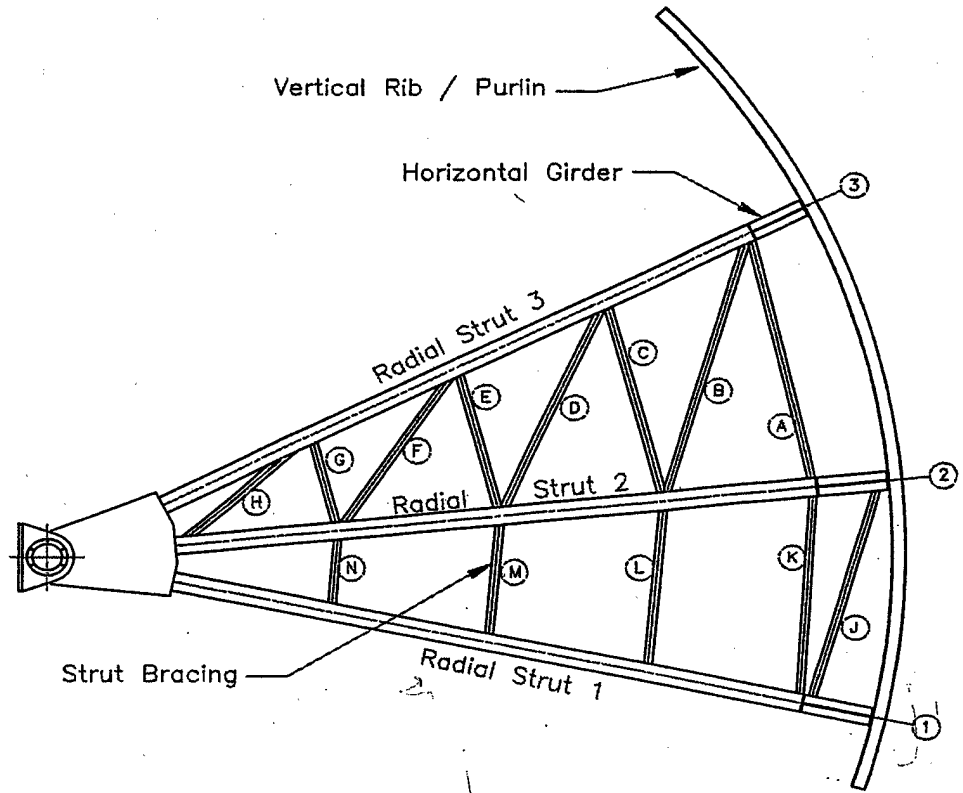 Vertical Rib / Purlin
Horizontal Girder
3
Radial Strut 3
C
E
B
D
A
F
G
H
Radial Strut 2
2
N
M
L
K
J
Strut Bracing
Radial Strut 1
1